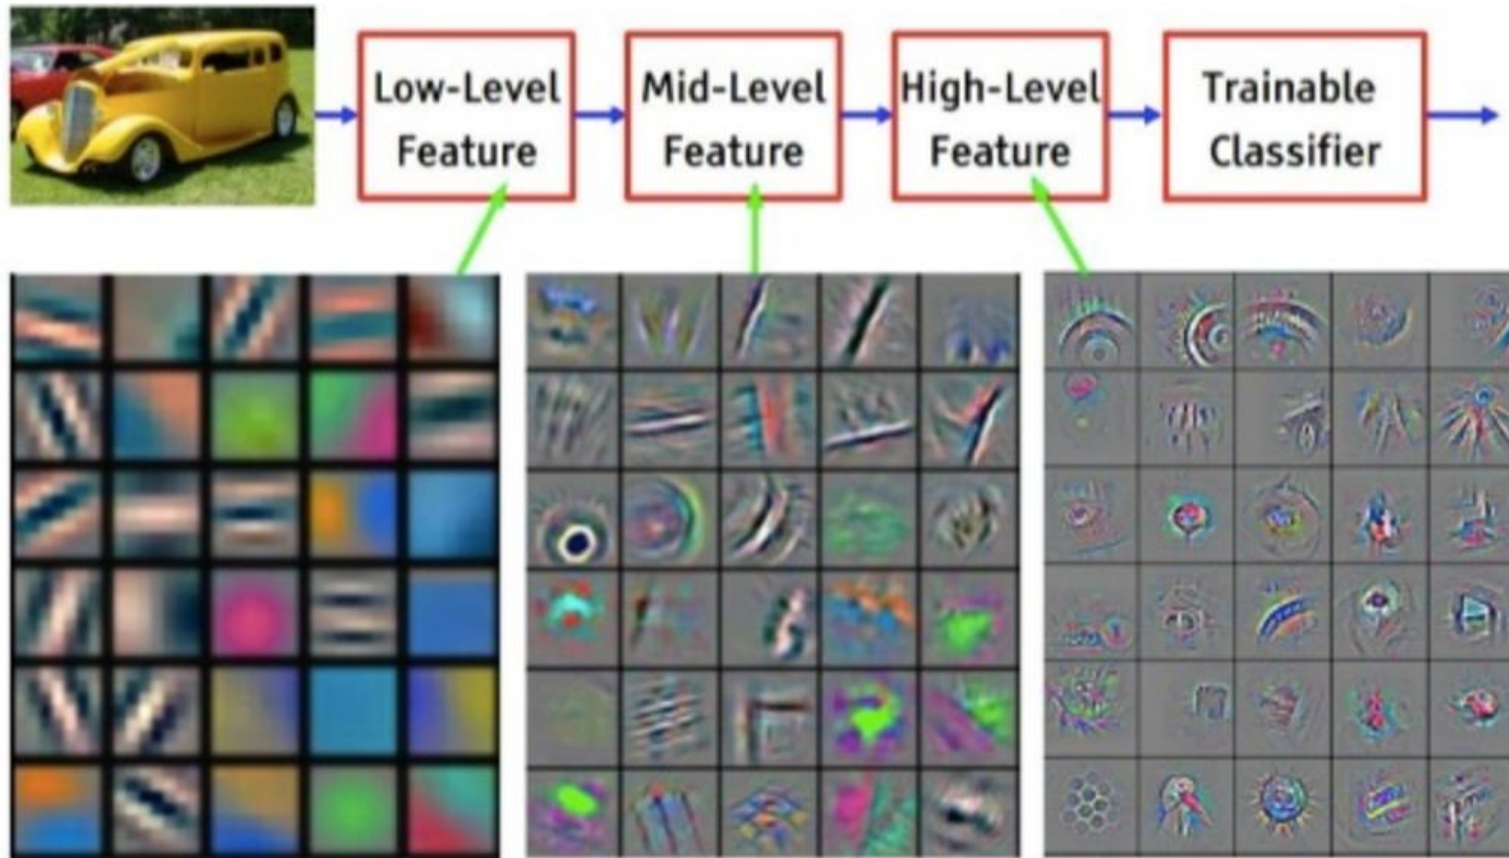 Low-Level
Feature
Mid-Level
Feature
High-Level
Feature
Trainable
Classifier